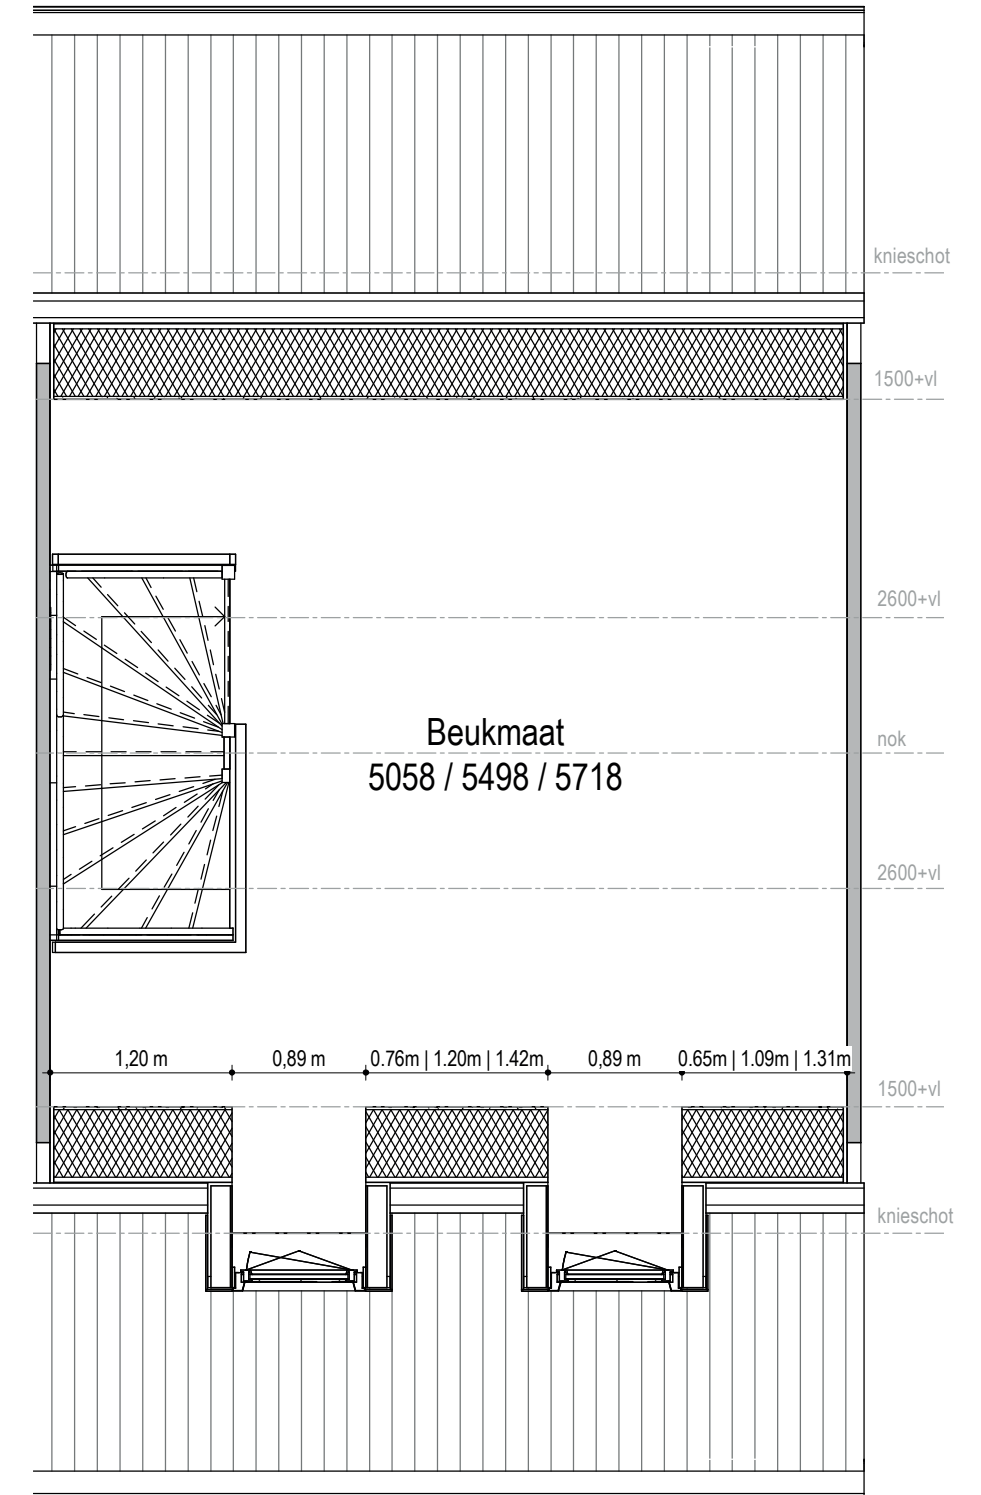 knieschot
1500+vl
2600+vl
Beukmaat
nok
5058 / 5498 / 5718
2600+vl
1,20 m
0,89 m
0.76m | 1.20m | 1.42m
0,89 m
0.65m | 1.09m | 1.31m
1500+vl
knieschot